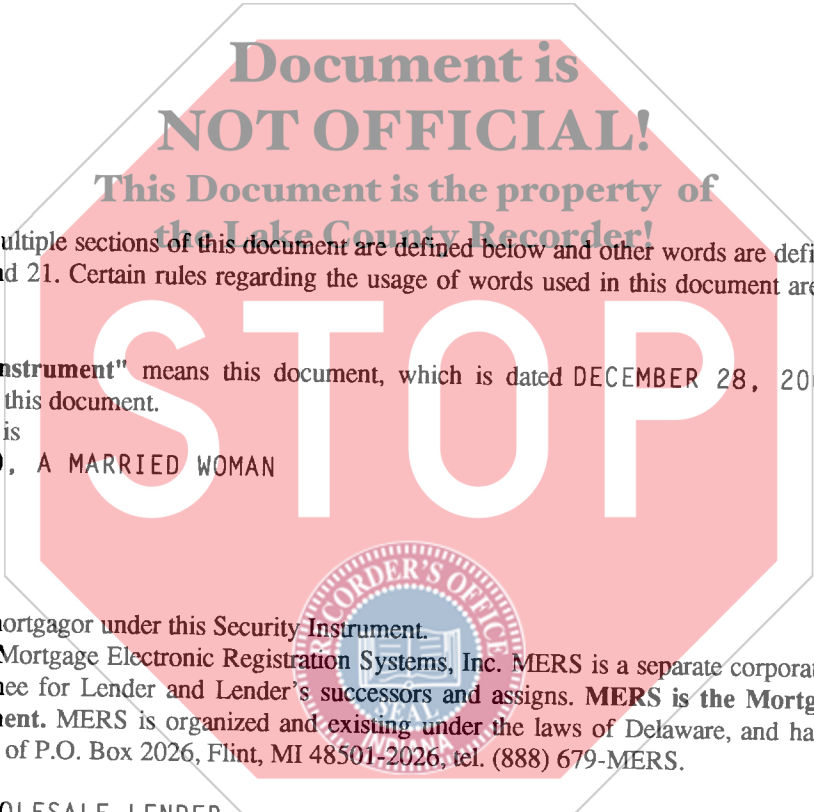 Document is
NOT OFFICIAL!
This Document is the property of
the Lake County Recorder!
ultiple sections of this document are defined below and other words are defi
d 21. Certain rules regarding the usage of words used in this document are
STOP
nstrument" means this document, which is dated DECEMBER 28, 20
this document.
is
, A MARRIED WOMAN
RECORDER'S OFFICE
SEAL
INDIANA
ortgagor under this Security Instrument.
Mortgage Electronic Registration Systems, Inc. MERS is a separate corporat
nee for Lender and Lender's successors and assigns. MERS is the Mortg
ent. MERS is organized and existing under the laws of Delaware, and ha
of P.O. Box 2026, Flint, MI 48501-2026, tel. (888) 679-MERS.
OLESALE LENDER